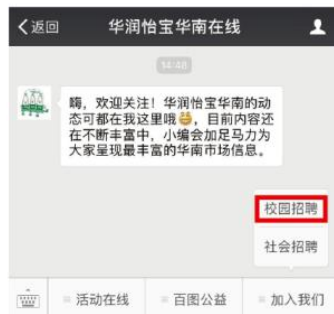 返回
华润怡宝华南在线
14:48
嗨，欢迎关注！华润怡宝华南的动
态可都在我这里哦😄，目前内容还
在不断丰富中，小编会加足马力为
大家呈现最丰富的华南市场信息。
校园招聘
社会招聘
活动在线
百图公益
加入我们